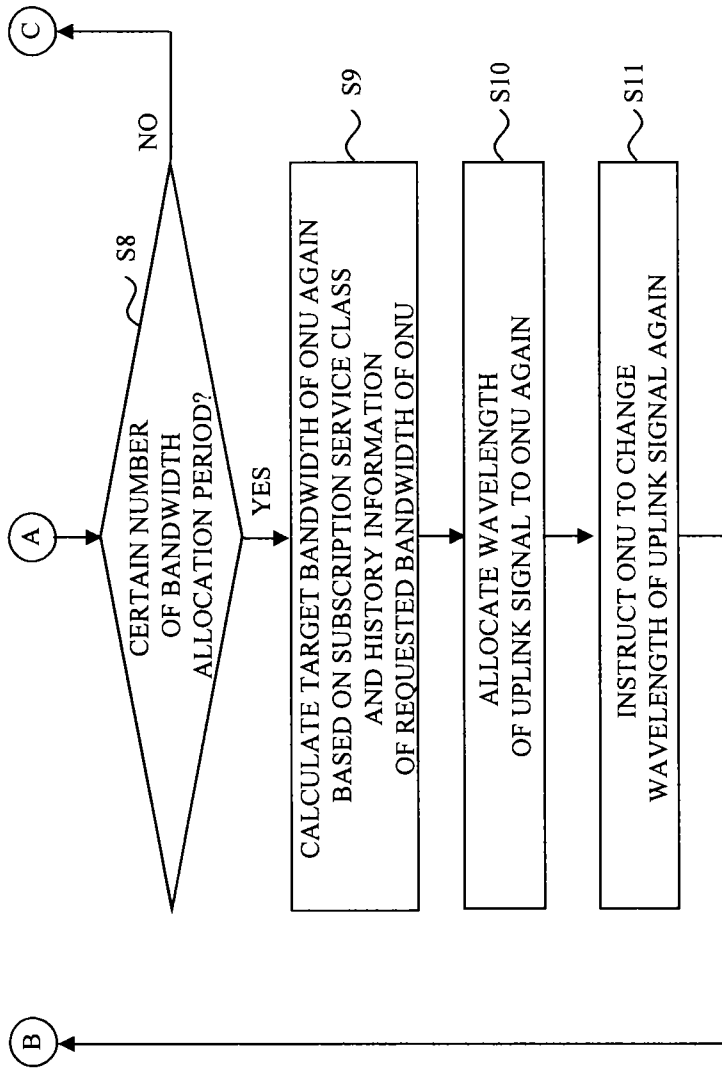 B
A
C
S8
CERTAIN NUMBER
OF BANDWIDTH
ALLOCATION PERIOD?
NO
YES
S9
CALCULATE TARGET BANDWIDTH OF ONU AGAIN
BASED ON SUBSCRIPTION SERVICE CLASS
AND HISTORY INFORMATION
OF REQUESTED BANDWIDTH OF ONU
S10
ALLOCATE WAVELENGTH
OF UPLINK SIGNAL TO ONU AGAIN
S11
INSTRUCT ONU TO CHANGE
WAVELENGTH OF UPLINK SIGNAL AGAIN